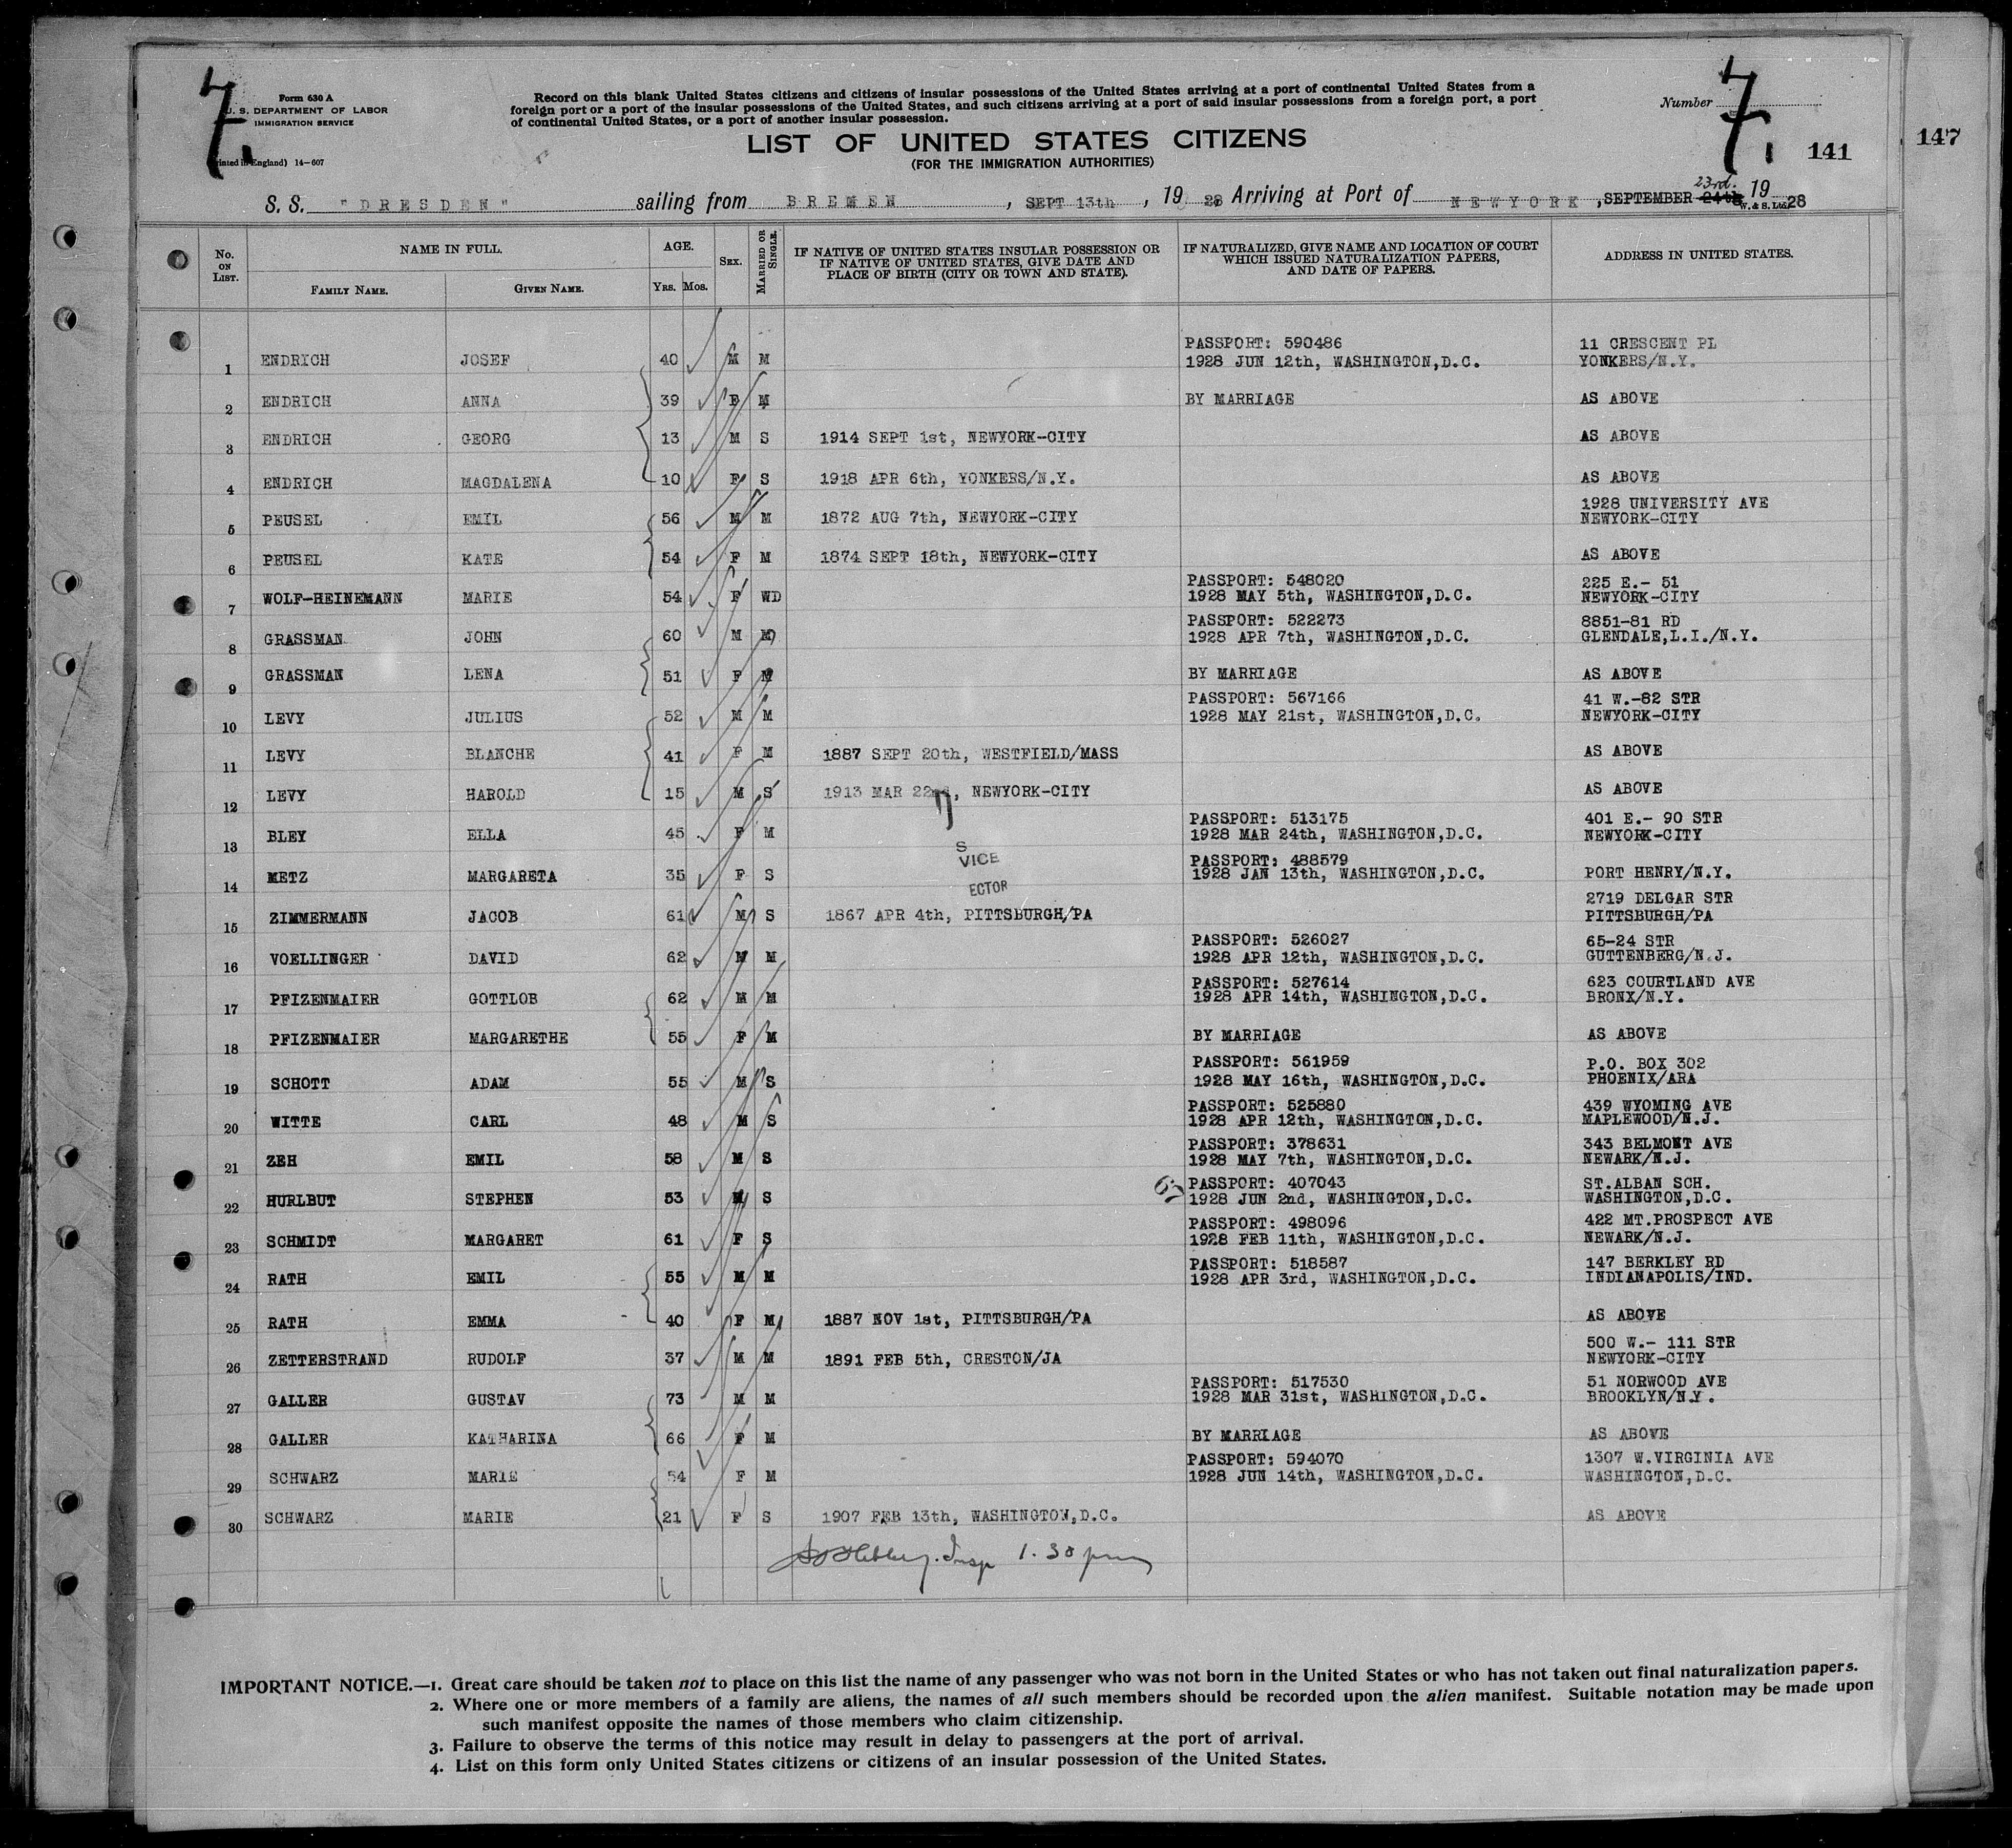 7.
Form 630 A
U. S. DEPARTMENT OF LABOR
IMMIGRATION SERVICE
(Printed in England) 14-607
Record on this blank United States citizens and citizens of insular possessions of the United States arriving at a port of continental United States from a
foreign port or a port of the insular possessions of the United States, and such citizens arriving at a port of said insular possessions from a foreign port, a port
of continental United States, or a port of another insular possession.
LIST OF UNITED STATES CITIZENS
(FOR THE IMMIGRATION AUTHORITIES)
Number 7.
141
147
S. S. "DRESDEN" sailing from BREMEN, SEPT 13th, 1928 Arriving at Port of NEWYORK, SEPTEMBER 24th 23rd. 1928
W. & S. Ltd.
No. ON LIST. NAME IN FULL. FAMILY NAME. GIVEN NAME. AGE. YRS. MOS. SEX. MARRIED OR SINGLE. IF NATIVE OF UNITED STATES INSULAR POSSESSION OR IF NATIVE OF UNITED STATES, GIVE DATE AND PLACE OF BIRTH (CITY OR TOWN AND STATE). IF NATURALIZED, GIVE NAME AND LOCATION OF COURT WHICH ISSUED NATURALIZATION PAPERS, AND DATE OF PAPERS. ADDRESS IN UNITED STATES.
PASSPORT: 590486 11 CRESCENT PL
1 ENDRICH JOSEF 40 M M 1928 JUN 12th, WASHINGTON,D.C. YONKERS/N.Y.
2 ENDRICH ANNA 39 F M BY MARRIAGE AS ABOVE
3 ENDRICH GEORG 13 M S 1914 SEPT 1st, NEWYORK-CITY AS ABOVE
4 ENDRICH MAGDALENA 10 F S 1918 APR 6th, YONKERS/N.Y. AS ABOVE
1928 UNIVERSITY AVE
5 PEUSEL EMIL 56 M M 1872 AUG 7th, NEWYORK-CITY NEWYORK-CITY
6 PEUSEL KATE 54 F M 1874 SEPT 18th, NEWYORK-CITY AS ABOVE
PASSPORT: 548020 225 E.- 51
7 WOLF-HEINEMANN MARIE 54 F WD 1928 MAY 5th, WASHINGTON,D.C. NEWYORK-CITY
PASSPORT: 522273 8851-81 RD
8 GRASSMAN JOHN 60 M M 1928 APR 7th, WASHINGTON,D.C. GLENDALE,L.I./N.Y.
9 GRASSMAN LENA 51 F M BY MARRIAGE AS ABOVE
PASSPORT: 567166 41 W.-82 STR
10 LEVY JULIUS 52 M M 1928 MAY 21st, WASHINGTON,D.C. NEWYORK-CITY
11 LEVY BLANCHE 41 F M 1887 SEPT 20th, WESTFIELD/MASS AS ABOVE
12 LEVY HAROLD 15 M S 1913 MAR 22nd, NEWYORK-CITY AS ABOVE
PASSPORT: 513175 401 E.- 90 STR
13 BLEY ELLA 45 F M 1928 MAR 24th, WASHINGTON,D.C. NEWYORK-CITY
S
VICE
PASSPORT: 488579
14 METZ MARGARETA 35 F S 1928 JAN 13th, WASHINGTON,D.C. PORT HENRY/N.Y.
ECTOR
2719 DELGAR STR
15 ZIMMERMANN JACOB 61 M S 1867 APR 4th, PITTSBURGH/PA PITTSBURGH/PA
PASSPORT: 526027 65-24 STR
16 VOELLINGER DAVID 62 M M 1928 APR 12th, WASHINGTON,D.C. GUTTENBERG/N.J.
PASSPORT: 527614 623 COURTLAND AVE
17 PFIZENMAIER GOTTLOB 62 M M 1928 APR 14th, WASHINGTON,D.C. BRONX/N.Y.
18 PFIZENMAIER MARGARETHE 55 F M BY MARRIAGE AS ABOVE
PASSPORT: 561959 P.O. BOX 302
19 SCHOTT ADAM 55 M S 1928 MAY 16th, WASHINGTON,D.C. PHOENIX/ARA
PASSPORT: 525880 439 WYOMING AVE
20 WITTE CARL 48 M S 1928 APR 12th, WASHINGTON,D.C. MAPLEWOOD/N.J.
PASSPORT: 378631 343 BELMONT AVE
21 ZEH EMIL 58 M S 1928 MAY 7th, WASHINGTON,D.C. NEWARK/N.J.
67 PASSPORT: 407043 ST.ALBAN SCH.
22 HURLBUT STEPHEN 53 M S 1928 JUN 2nd, WASHINGTON,D.C. WASHINGTON,D.C.
PASSPORT: 498096 422 MT.PROSPECT AVE
23 SCHMIDT MARGARET 61 F S 1928 FEB 11th, WASHINGTON,D.C. NEWARK/N.J.
PASSPORT: 518587 147 BERKLEY RD
24 RATH EMIL 55 M M 1928 APR 3rd, WASHINGTON,D.C. INDIANAPOLIS/IND.
25 RATH EMMA 40 F M 1887 NOV 1st, PITTSBURGH/PA AS ABOVE
500 W.- 111 STR
26 ZETTERSTRAND RUDOLF 37 M M 1891 FEB 5th, CRESTON/JA NEWYORK-CITY
PASSPORT: 517530 51 NORWOOD AVE
27 GALLER GUSTAV 73 M M 1928 MAR 31st, WASHINGTON,D.C. BROOKLYN/N.Y.
28 GALLER KATHARINA 66 F M BY MARRIAGE AS ABOVE
PASSPORT: 594070 1307 W.VIRGINIA AVE
29 SCHWARZ MARIE 54 F M 1928 JUN 14th, WASHINGTON,D.C. WASHINGTON,D.C.
30 SCHWARZ MARIE 21 F S 1907 FEB 13th, WASHINGTON,D.C. AS ABOVE
Insp 1.30 pm
IMPORTANT NOTICE.—1. Great care should be taken not to place on this list the name of any passenger who was not born in the United States or who has not taken out final naturalization papers.
2. Where one or more members of a family are aliens, the names of all such members should be recorded upon the alien manifest. Suitable notation may be made upon
such manifest opposite the names of those members who claim citizenship.
3. Failure to observe the terms of this notice may result in delay to passengers at the port of arrival.
4. List on this form only United States citizens or citizens of an insular possession of the United States.